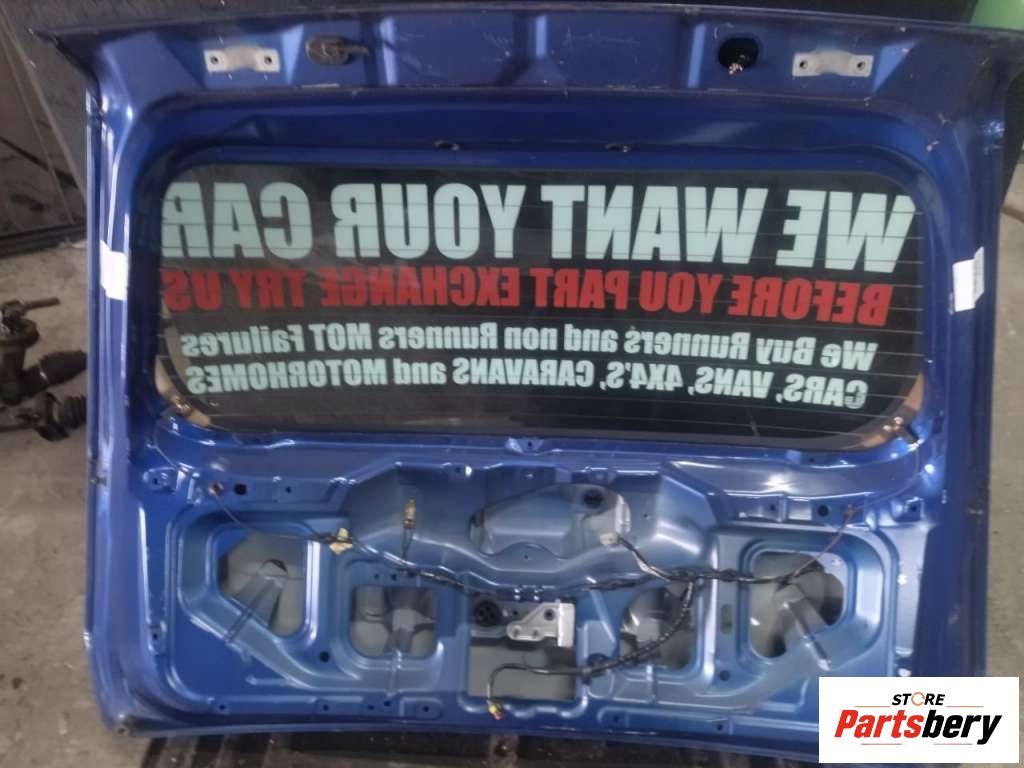 WE WANT YOUR CAR
BEFORE YOU PART EXCHANGE TRY US
We Buy Runners and non Runners MOT Failures
CARS, VANS, 4X4'S, CARAVANS and MOTORHOMES
STORE
Partsbery